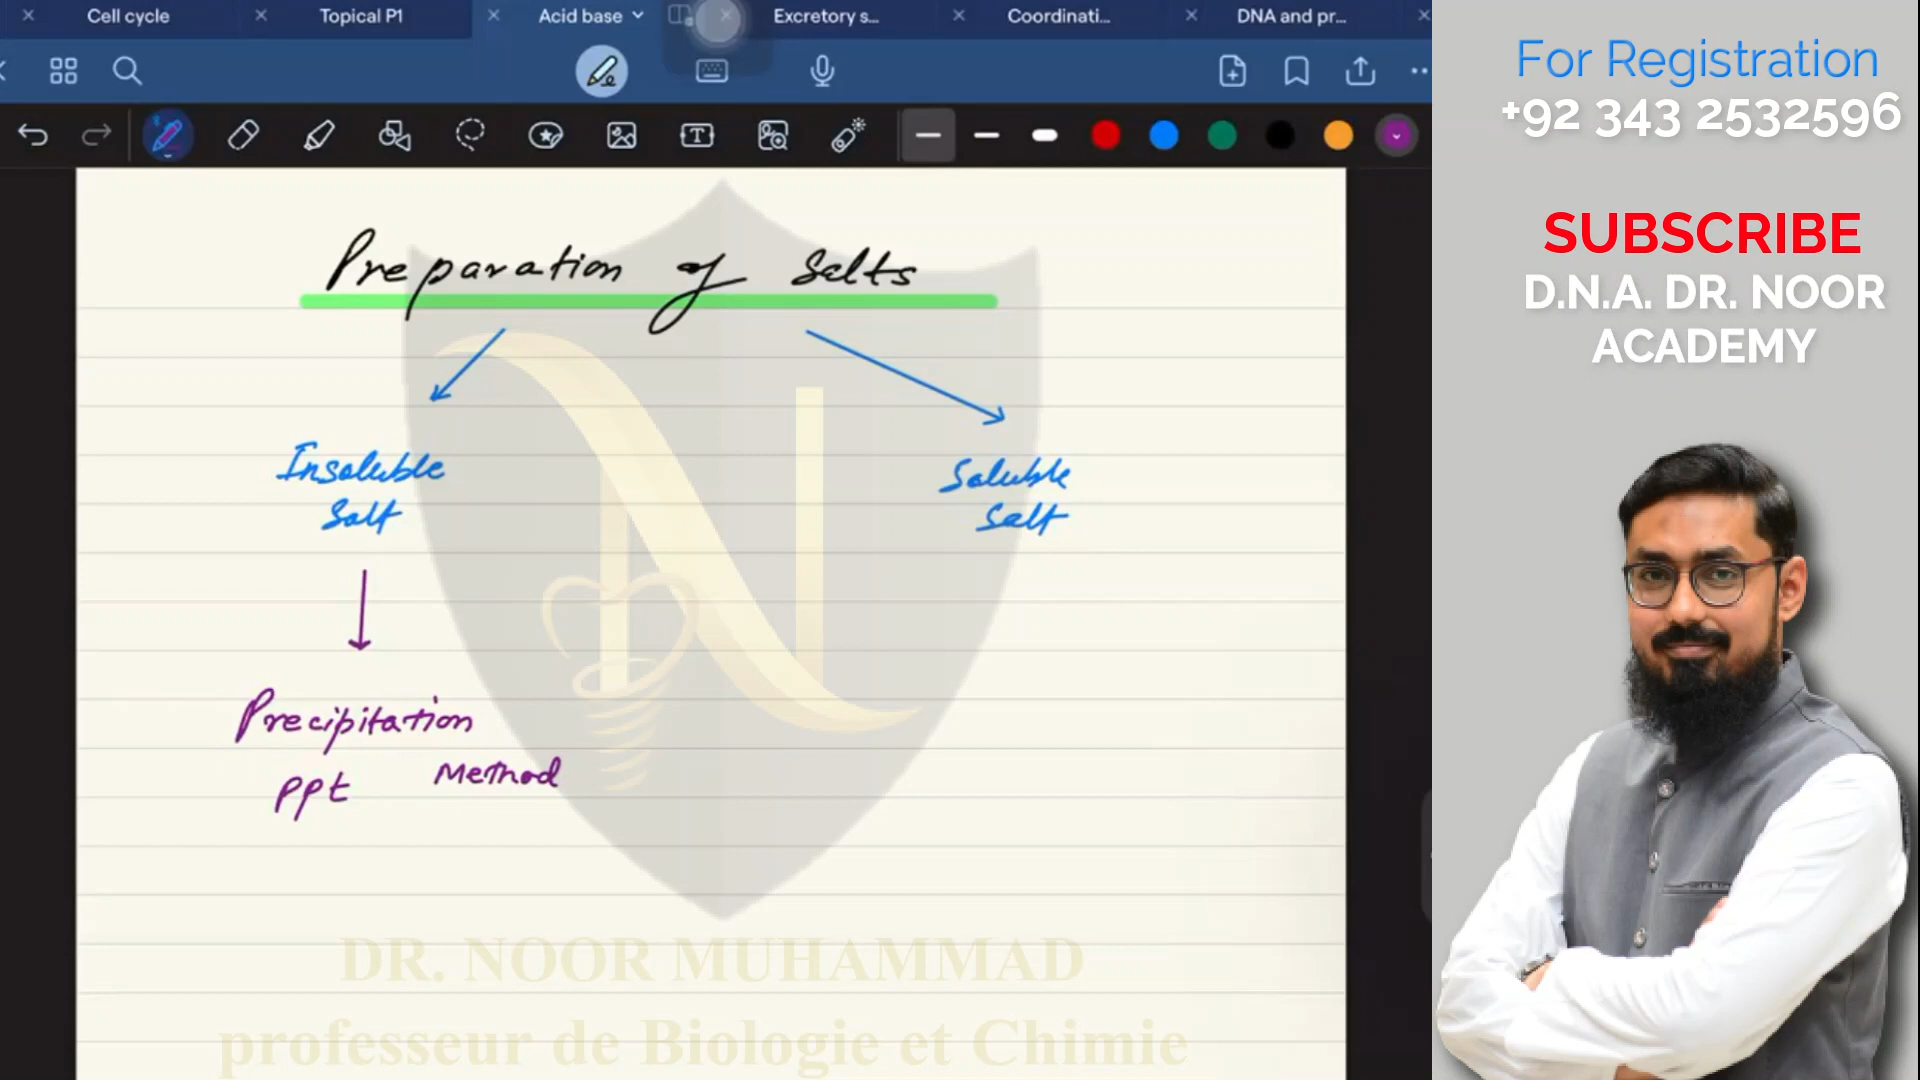 Cell cycle
Topical P1
Acid base
Excretory s...
Coordinati...
DNA and pr...
Preparation of Salts
Insoluble
Salt
Soluble
Salt
Precipitation
ppt Method
DR. NOOR MUHAMMAD
professeur de Biologie et Chimie
For Registration
+92 343 2532596
SUBSCRIBE
D.N.A. DR. NOOR
ACADEMY